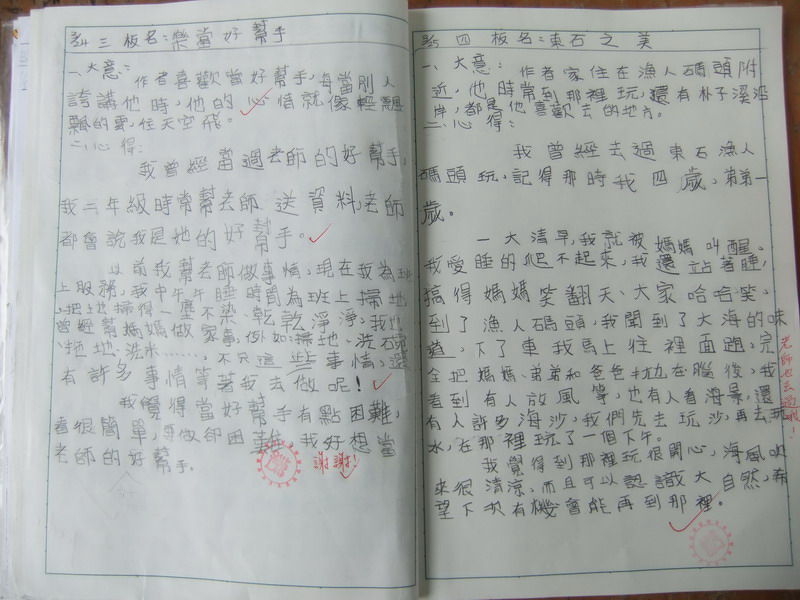 三 板名:樂當好幫手
一、大意:
作者喜歡當好幫手,每當別人
誇講他時,他的心情就像輕飄
飄的雲,在天空飛。
二、心得:
我曾經當過老師的好幫手,
我三年級時常幫老師送資料,老師
都會說我是她的好幫手。
以前我幫老師做事情,現在我為班
上服務,我中午午睡時間為班上掃地
,把地掃得一塵不染、乾乾淨淨,我也
曾經幫媽媽做家事,例如:掃地、洗石頭
、拖地、洗米……,不只這些事情,還
有許多事情等著我去做呢!
我覺得當好幫手有點困難,
看很簡單,要做卻困難,我好想當
老師的好幫手。
謝謝!
四 板名:東石之美
一、大意:
作者家住在漁人碼頭附
近,他時常到那裡玩,還有朴子溪沿
岸,都是他喜歡去的地方。
二、心得:
我曾經去過東石漁人
碼頭玩,記得那時我四歲,弟弟一
歲。
一大清早,我就被媽媽叫醒。
我愛睡的爬不起來,我還站著睡,
搞得媽媽笑翻天、大家哈哈笑,
到了漁人碼頭,我聞到了大海的味
道,下了車我馬上往裡面跑,完
全把媽媽、弟弟和爸爸拋在腦後,我
看到有人放風箏,也有人看海景,還
有人許多海沙,我們先去玩沙,再去玩
水,在那裡玩了一個下午。
我覺得到那裡玩很開心,海風吹
來很清涼,而且可以認識大自然,希
望下次有機會能再到那裡。
老師也去過哦!